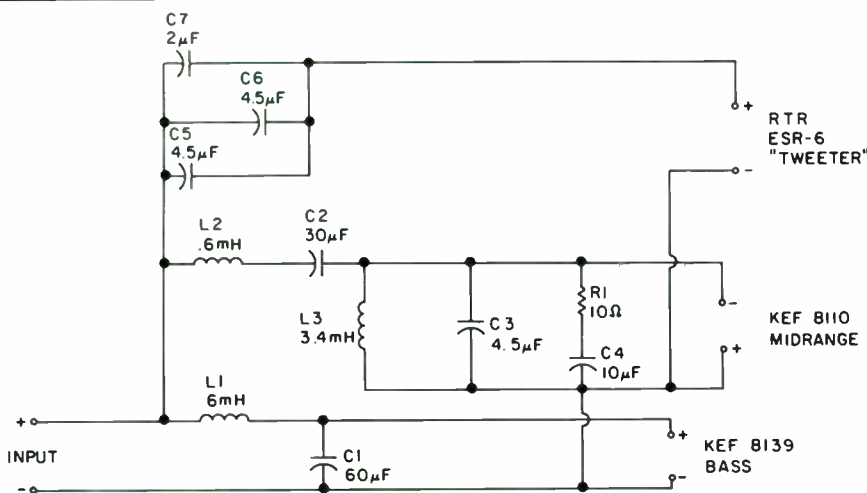 C7
2µF
C6
4.5µF
C5
4.5µF
+
RTR
ESR-6
"TWEETER"
-
L2
.6mH
C2
30µF
L3
3.4mH
C3
4.5µF
R1
10Ω
C4
10µF
-
KEF 8110
MIDRANGE
+
L1
6mH
+
INPUT
-
C1
60µF
+
KEF 8139
BASS
-